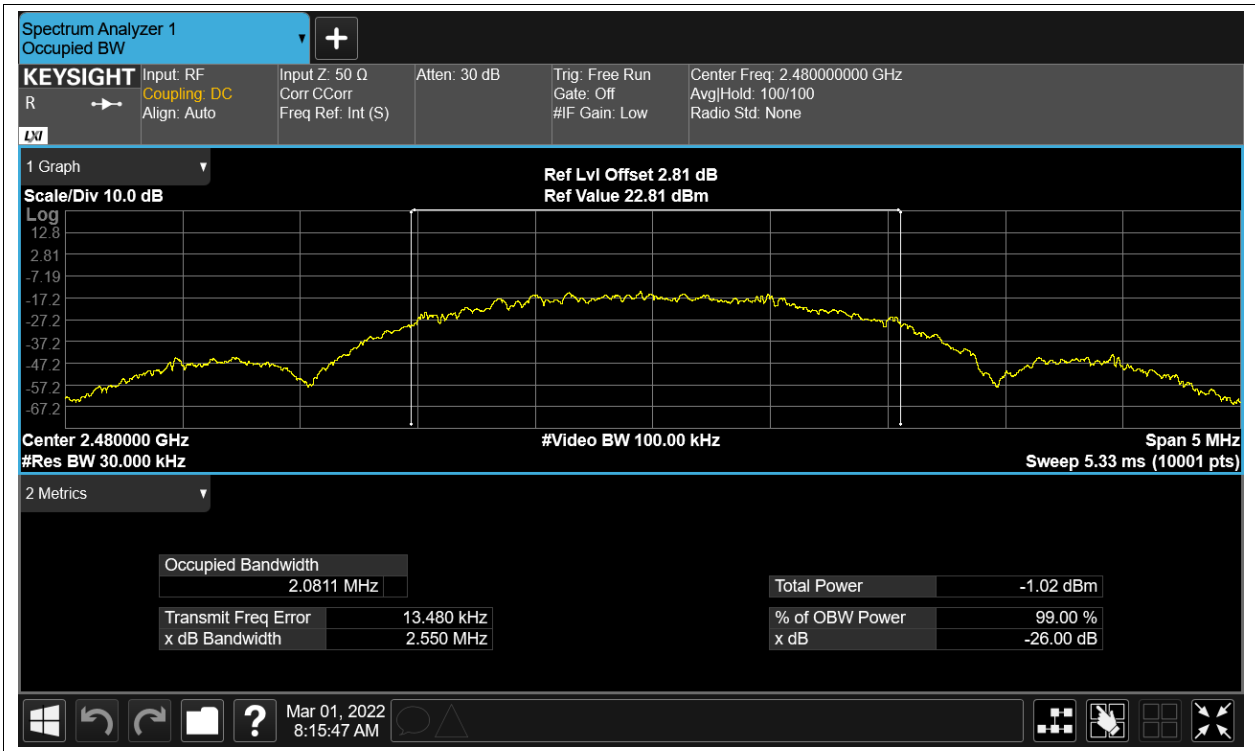 Spectrum Analyzer 1
Occupied BW
+
KEYSIGHT
R
LXI
Input: RF
Coupling: DC
Align: Auto
Input Z: 50 Ω
Corr CCorr
Freq Ref: Int (S)
Atten: 30 dB
Trig: Free Run
Gate: Off
#IF Gain: Low
Center Freq: 2.480000000 GHz
Avg|Hold: 100/100
Radio Std: None
1 Graph
Scale/Div 10.0 dB
Ref Lvl Offset 2.81 dB
Ref Value 22.81 dBm
Log
12.8
2.81
-7.19
-17.2
-27.2
-37.2
-47.2
-57.2
-67.2
Center 2.480000 GHz
#Res BW 30.000 kHz
#Video BW 100.00 kHz
Span 5 MHz
Sweep 5.33 ms (10001 pts)
2 Metrics
Occupied Bandwidth
2.0811 MHz
Transmit Freq Error 13.480 kHz
x dB Bandwidth 2.550 MHz
Total Power -1.02 dBm
% of OBW Power 99.00 %
x dB -26.00 dB
?
Mar 01, 2022
8:15:47 AM